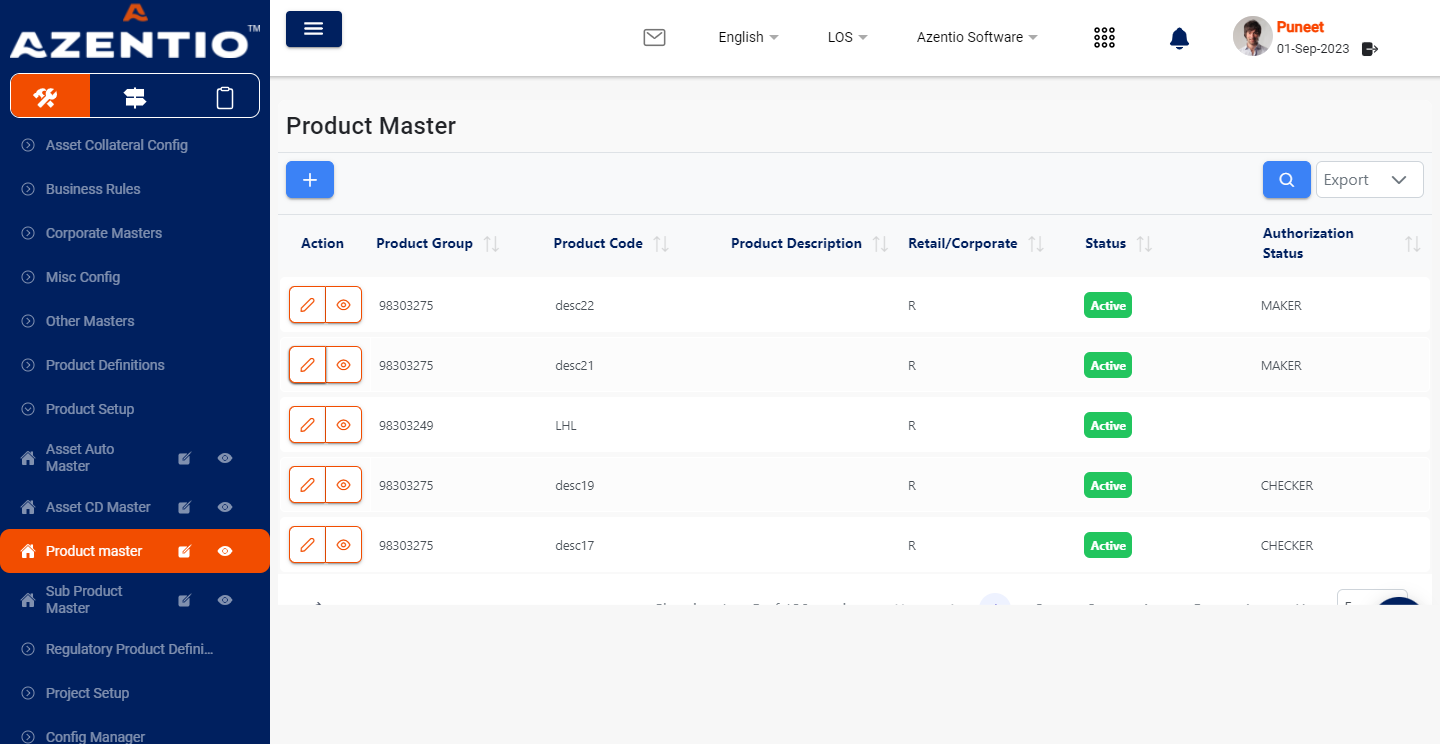 AZENTIO™
English
LOS
Azentio Software
Puneet
01-Sep-2023
Asset Collateral Config
Business Rules
Corporate Masters
Misc Config
Other Masters
Product Definitions
Product Setup
Asset Auto
Master
Asset CD Master
Product master
Sub Product
Master
Regulatory Product Defini...
Project Setup
Config Manager
Product Master
Export
Action Product Group Product Code Product Description Retail/Corporate Status Authorization
Status
98303275 desc22 R Active MAKER
98303275 desc21 R Active MAKER
98303249 LHL R Active
98303275 desc19 R Active CHECKER
98303275 desc17 R Active CHECKER